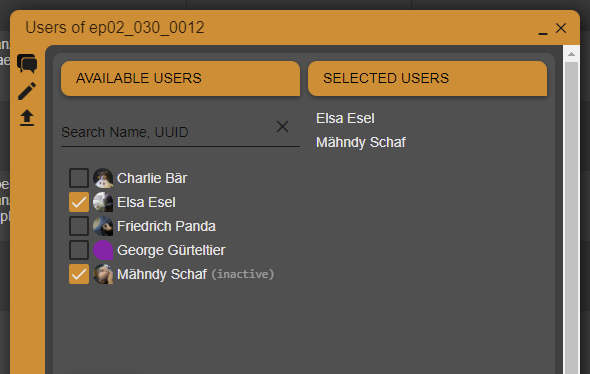 Users of ep02_030_0012
AVAILABLE USERS
SELECTED USERS
Search Name, UUID
Elsa Esel
Mähndy Schaf
Charlie Bär
Elsa Esel
Friedrich Panda
George Gürteltier
Mähndy Schaf (inactive)